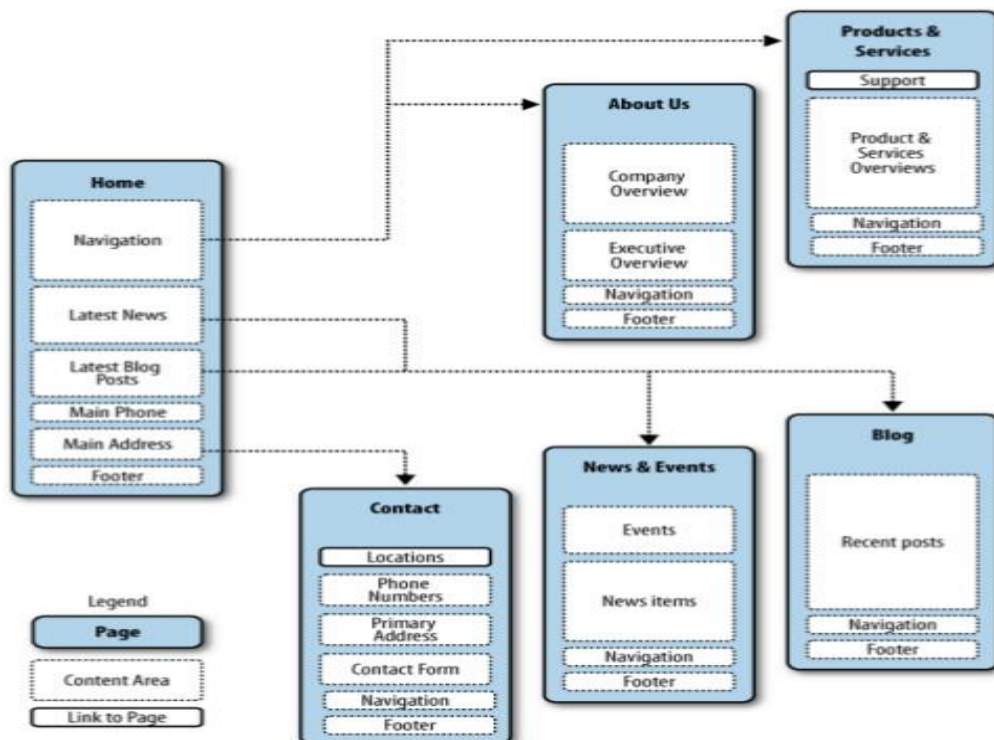 Home
Navigation
Latest News
Latest Blog
Posts
Main Phone
Main Address
Footer
Legend
Page
Content Area
Link to Page
Contact
Locations
Phone
Numbers
Primary
Address
Contact Form
Navigation
Footer
About Us
Company
Overview
Executive
Overview
Navigation
Footer
News & Events
Events
News items
Navigation
Footer
Products &
Services
Support
Product &
Services
Overviews
Navigation
Footer
Blog
Recent posts
Navigation
Footer